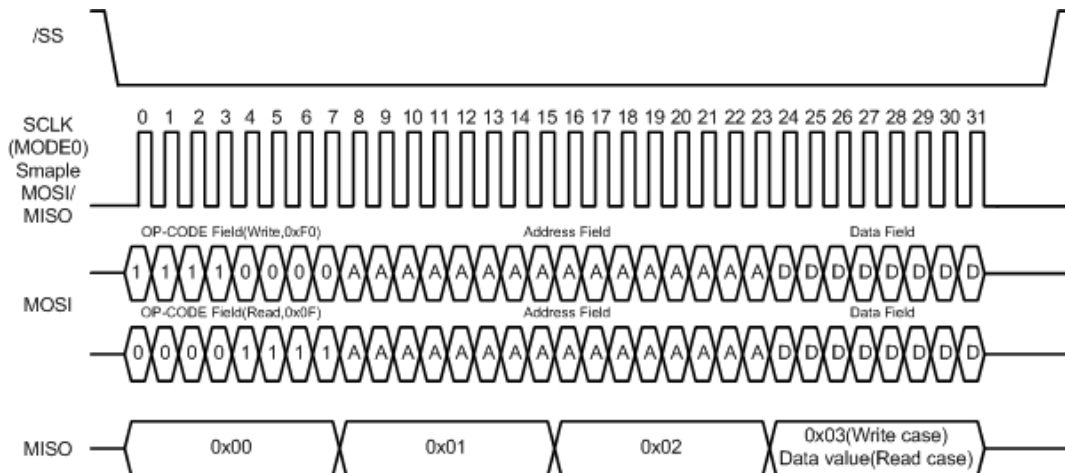 /SS
0 1 2 3 4 5 6 7 8 9 10 11 12 13 14 15 16 17 18 19 20 21 22 23 24 25 26 27 28 29 30 31
SCLK
(MODE0)
Smaple
MOSI/
MISO
OP-CODE Field(Write,0xF0) Address Field Data Field
1 1 1 1 0 0 0 0 A A A A A A A A A A A A A A A A D D D D D D D D
MOSI
OP-CODE Field(Read,0x0F) Address Field Data Field
0 0 0 0 1 1 1 1 A A A A A A A A A A A A A A A A D D D D D D D D
MISO 0x00 0x01 0x02 0x03(Write case)
Data value(Read case)